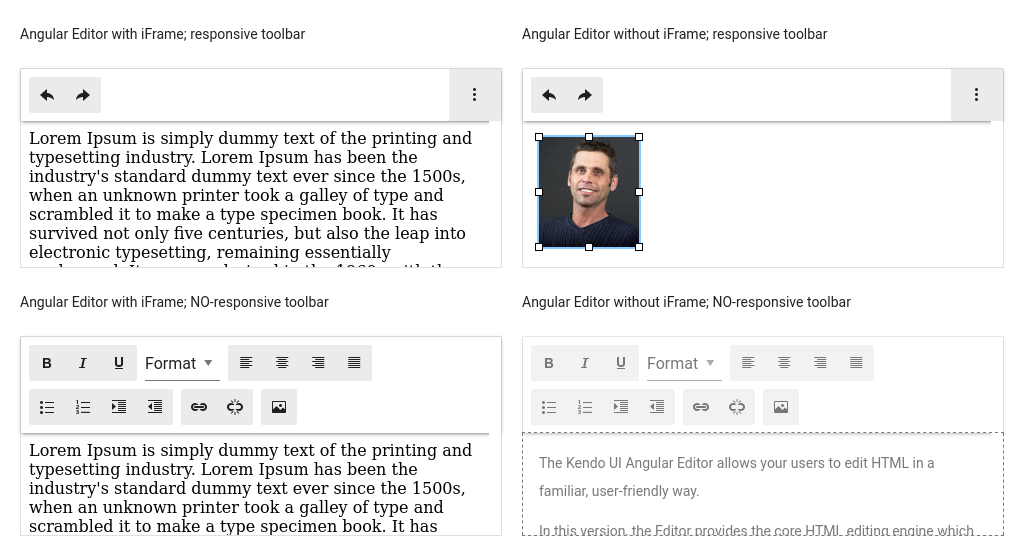 Angular Editor with iFrame; responsive toolbar
Angular Editor without iFrame; responsive toolbar
Lorem Ipsum is simply dummy text of the printing and
typesetting industry. Lorem Ipsum has been the
industry's standard dummy text ever since the 1500s,
when an unknown printer took a galley of type and
scrambled it to make a type specimen book. It has
survived not only five centuries, but also the leap into
electronic typesetting, remaining essentially
Angular Editor with iFrame; NO-responsive toolbar
Angular Editor without iFrame; NO-responsive toolbar
B I U Format
B I U Format
Lorem Ipsum is simply dummy text of the printing and
typesetting industry. Lorem Ipsum has been the
industry's standard dummy text ever since the 1500s,
when an unknown printer took a galley of type and
scrambled it to make a type specimen book. It has
The Kendo UI Angular Editor allows your users to edit HTML in a
familiar, user-friendly way.
In this version, the Editor provides the core HTML editing engine which